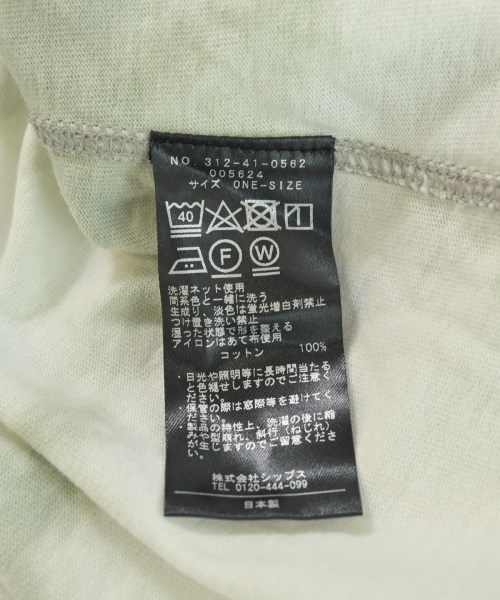 NO. 312-41-0562
005624
サイズ ONE-SIZE
40
F W
洗濯ネット使用
同系色と一緒に洗う
生成り、淡色は蛍光増白剤禁止
つけ置き洗い禁止
湿った状態で形を整える
アイロンはあて布使用
コットン 100%
・日光や照明等に長時間当たる
と色褪せしますのでご注意く
ださい。
・保管の際は窓際等を避けてく
ださい。
・製品の特性上、洗濯の後に縮
みや型崩れ、斜行(ねじれ)
が生じますのでご留意くださ
い。
株式会社シップス
TEL 0120-444-099
日本製